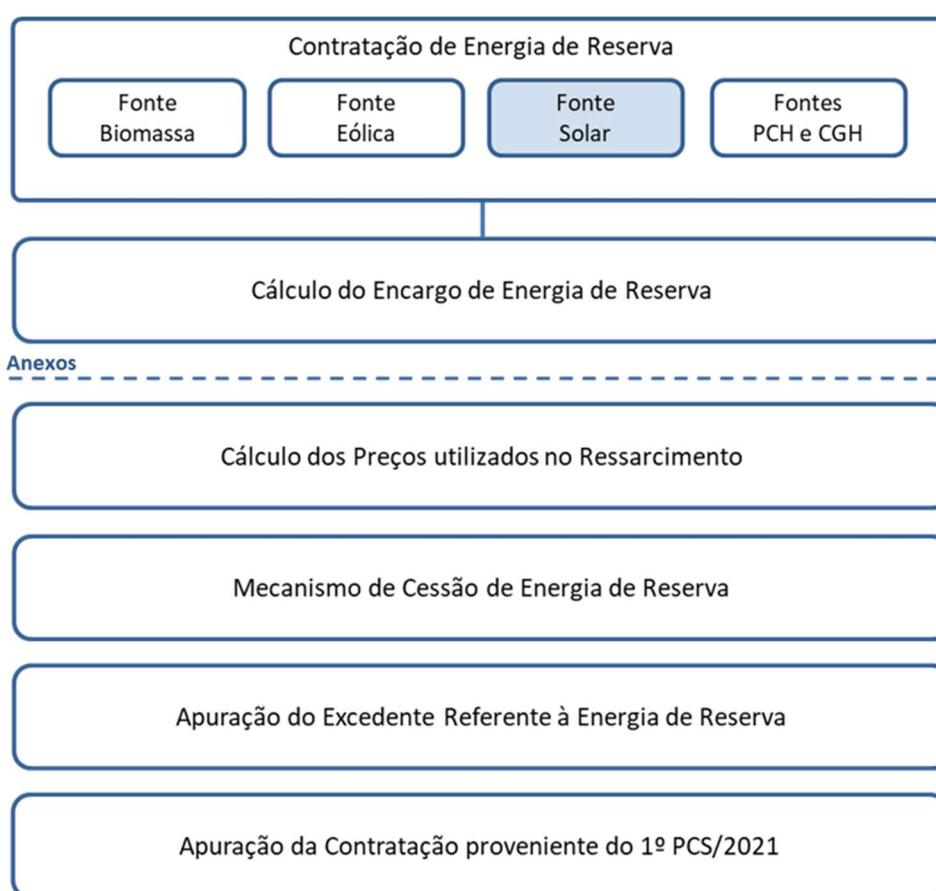 Contratação de Energia de Reserva
Fonte
Biomassa
Fonte
Eólica
Fonte
Solar
Fontes
PCH e CGH
Cálculo do Encargo de Energia de Reserva
Anexos
Cálculo dos Preços utilizados no Ressarcimento
Mecanismo de Cessão de Energia de Reserva
Apuração do Excedente Referente à Energia de Reserva
Apuração da Contratação proveniente do 1º PCS/2021